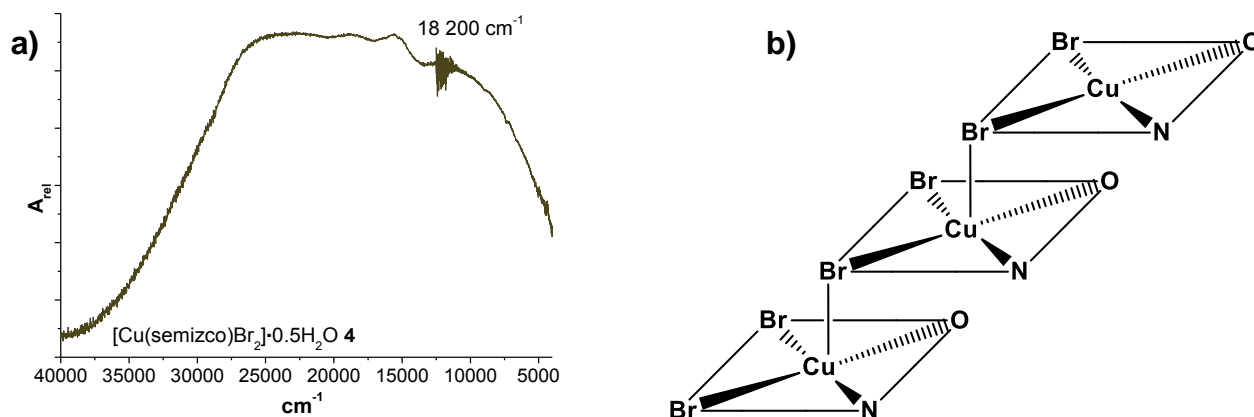 a)
18 200 cm⁻¹
A_rel
[Cu(semizco)Br₂]•0.5H₂O 4
40000 35000 30000 25000 20000 15000 10000 5000
cm⁻¹
b)
Br O
Cu
Br N
Br O
Cu
Br N
Br O
Cu
Br N